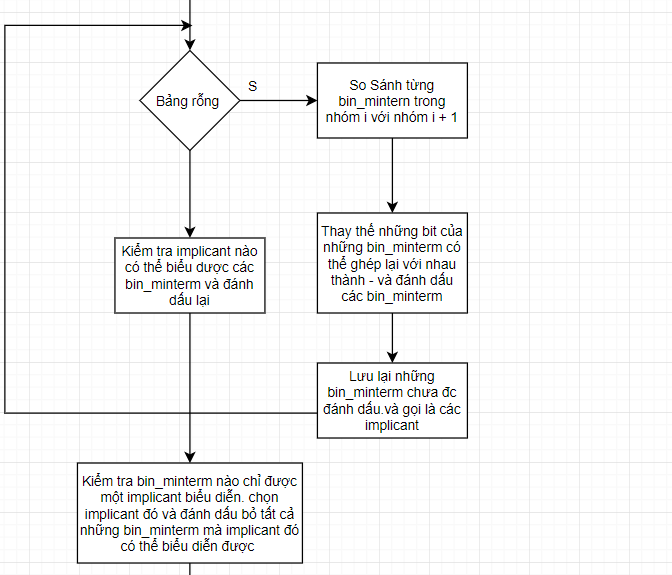 Bảng rỗng
S
So Sánh từng
bin_mintern trong
nhóm i với nhóm i + 1
Thay thế những bit của
những bin_minterm có
thể ghép lại với nhau
thành - và đánh dấu
các bin_minterm
Kiểm tra implicant nào
có thể biểu dược các
bin_minterm và đánh
dấu lại
Lưu lại những
bin_minterm chưa đc
đánh dấu.và gọi là các
implicant
Kiểm tra bin_minterm nào chỉ được
một implicant biểu diễn. chọn
implicant đó và đánh dấu bỏ tất cả
những bin_minterm mà implicant đó
có thể biểu diễn được